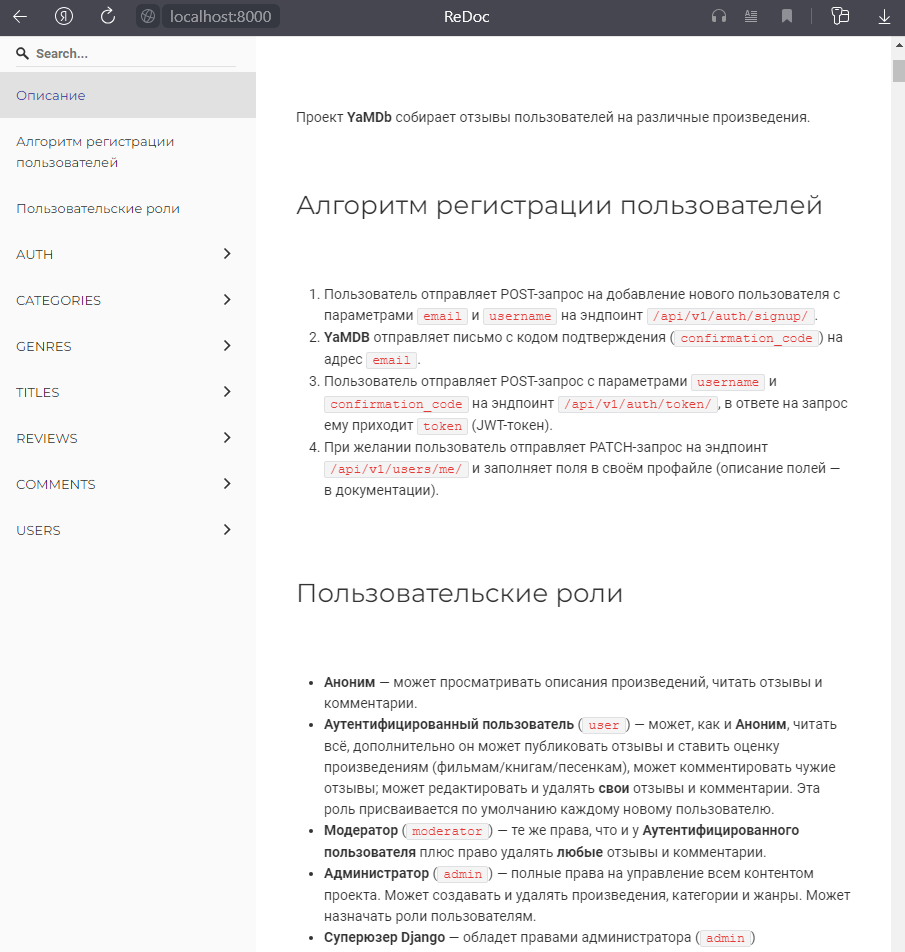 localhost:8000
ReDoc
Search...
Описание
Алгоритм регистрации
пользователей
Пользовательские роли
AUTH
CATEGORIES
GENRES
TITLES
REVIEWS
COMMENTS
USERS
Проект YaMDb собирает отзывы пользователей на различные произведения.
Алгоритм регистрации пользователей
1. Пользователь отправляет POST-запрос на добавление нового пользователя с
параметрами email и username на эндпоинт /api/v1/auth/signup/ .
2. YaMDB отправляет письмо с кодом подтверждения ( confirmation_code ) на
адрес email .
3. Пользователь отправляет POST-запрос с параметрами username и
confirmation_code на эндпоинт /api/v1/auth/token/ , в ответе на запрос
ему приходит token (JWT-токен).
4. При желании пользователь отправляет PATCH-запрос на эндпоинт
/api/v1/users/me/ и заполняет поля в своём профайле (описание полей —
в документации).
Пользовательские роли
• Аноним — может просматривать описания произведений, читать отзывы и
комментарии.
• Аутентифицированный пользователь ( user ) — может, как и Аноним, читать
всё, дополнительно он может публиковать отзывы и ставить оценку
произведениям (фильмам/книгам/песенкам), может комментировать чужие
отзывы; может редактировать и удалять свои отзывы и комментарии. Эта
роль присваивается по умолчанию каждому новому пользователю.
• Модератор ( moderator ) — те же права, что и у Аутентифицированного
пользователя плюс право удалять любые отзывы и комментарии.
• Администратор ( admin ) — полные права на управление всем контентом
проекта. Может создавать и удалять произведения, категории и жанры. Может
назначать роли пользователям.
• Суперюзер Django — обладет правами администратора ( admin )